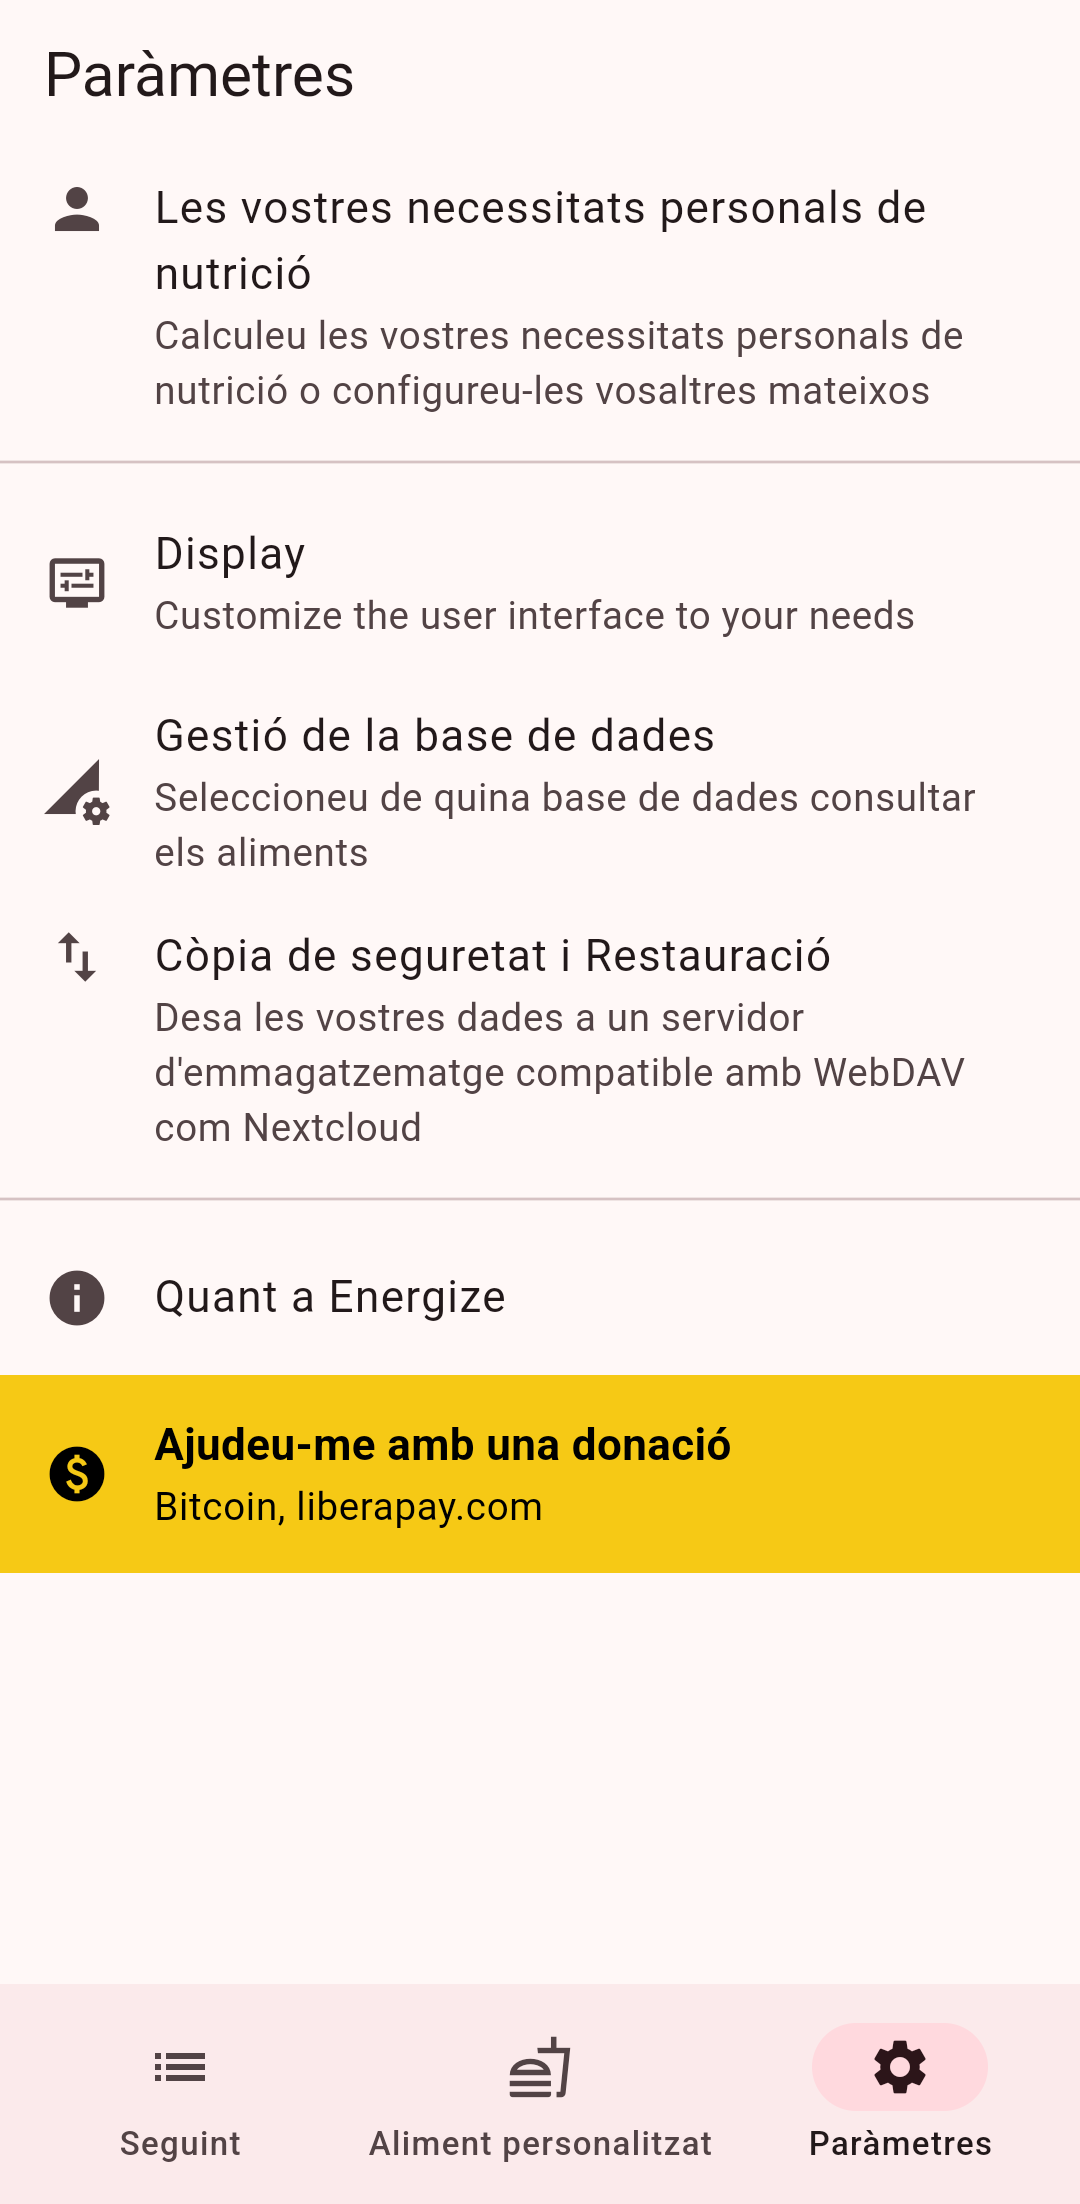 Paràmetres
Les vostres necessitats personals de
nutrició
Calculeu les vostres necessitats personals de
nutrició o configureu-les vosaltres mateixos
Display
Customize the user interface to your needs
Gestió de la base de dades
Seleccioneu de quina base de dades consultar
els aliments
Còpia de seguretat i Restauració
Desa les vostres dades a un servidor
d'emmagatzematge compatible amb WebDAV
com Nextcloud
Quant a Energize
Ajudeu-me amb una donació
Bitcoin, liberapay.com
Seguint
Aliment personalitzat
Paràmetres